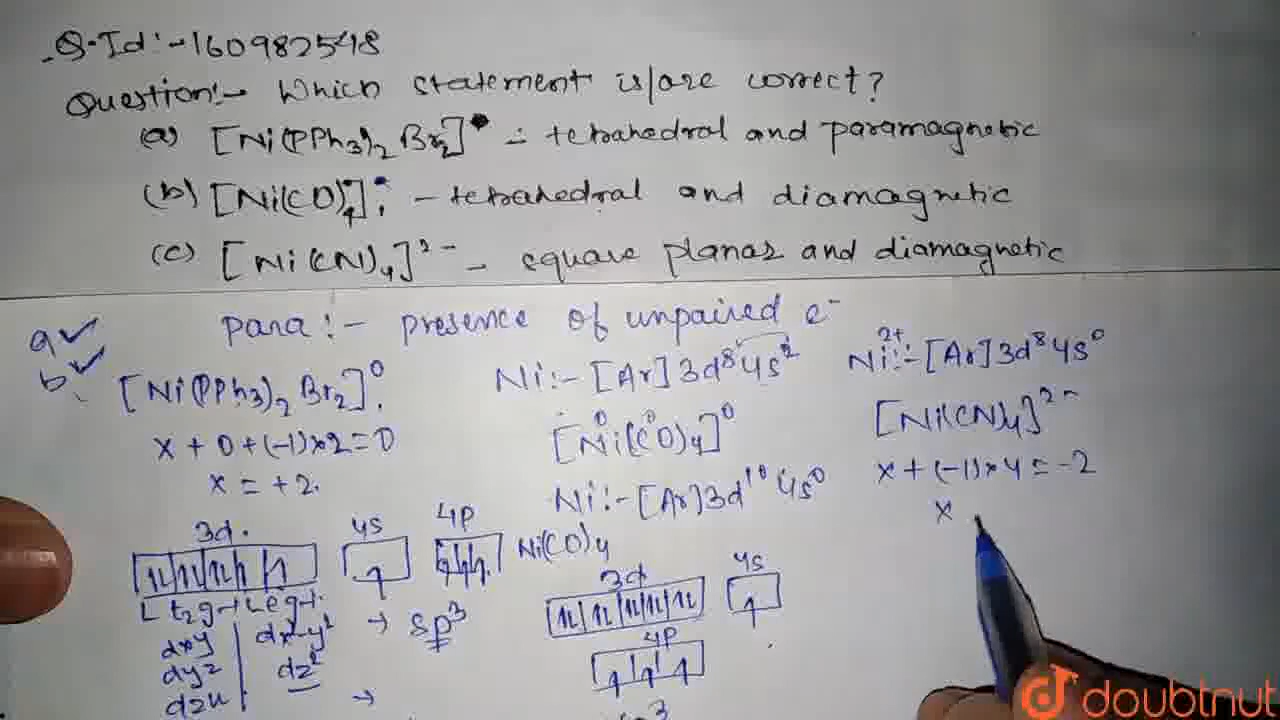 Q.Id:-160982548
Question:- Which statement is/are correct?
(a) [Ni(PPh3)2 Br2] - tetrahedral and paramagnetic
(b) [Ni(CO)4] - tetrahedral and diamagnetic
(c) [Ni(CN)4]2- - square planar and diamagnetic
a✓
b✓
Para :- presence of unpaired e-
[Ni(PPh3)2 Br2]0
x + 0 + (-1)×2 = 0
x = +2.
3d. 4s 4p
t2g eg
dxy dx2-y2
dyz dz2
dzx
→ sp3
→
Ni:- [Ar] 3d8 4s2
[Ni(CO)4]0
Ni:- [Ar] 3d10 4s0
Ni(CO)4
3d 4s
4p
Ni2+:- [Ar] 3d8 4s0
[Ni(CN)4]2-
x + (-1)×4 = -2
x
doubtnut